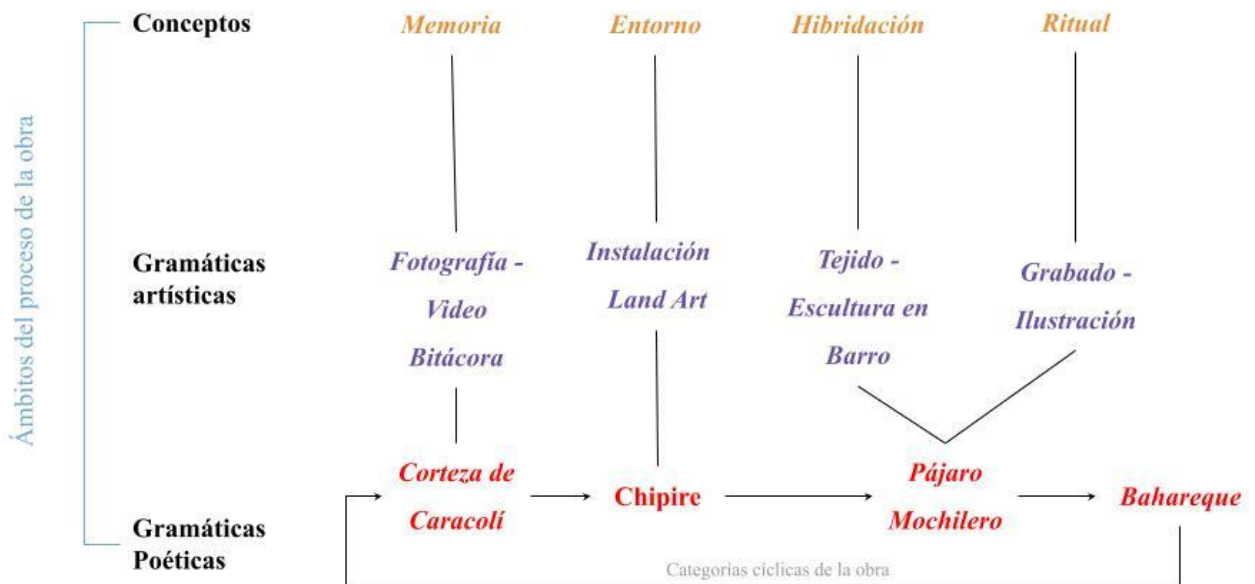 Ámbitos del proceso de la obra
Conceptos
Memoria
Entorno
Hibridación
Ritual
Gramáticas
artísticas
Fotografía -
Video
Bitácora
Instalación
Land Art
Tejido -
Escultura en
Barro
Grabado -
Ilustración
Gramáticas
Poéticas
Corteza de
Caracolí
Chipire
Pájaro
Mochilero
Bahareque
Categorías cíclicas de la obra